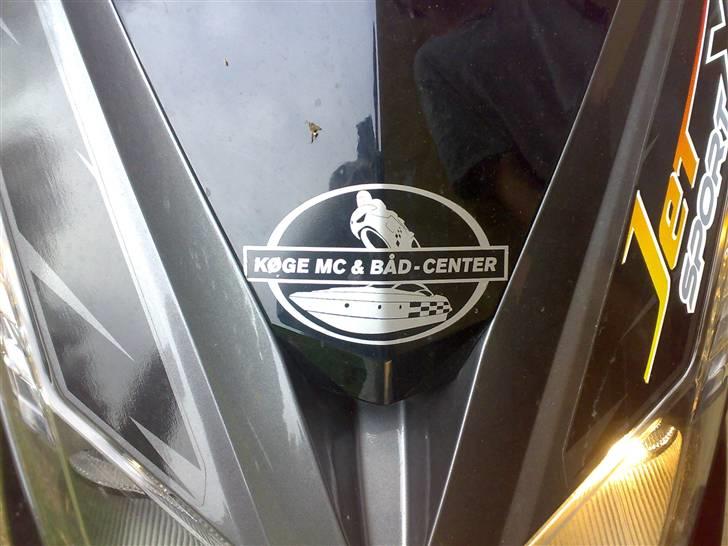 KØGE MC & BÅD-CENTER
JET
SPORT